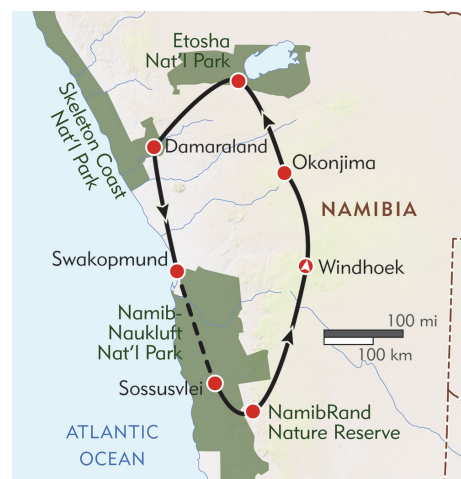 Etosha
Nat'l Park
Skeleton Coast
Nat'l Park
Damaraland
Okonjima
NAMIBIA
Swakopmund
Windhoek
Namib-
Naukluft
Nat'l Park
100 mi
100 km
Sossusvlei
NamibRand
Nature Reserve
ATLANTIC
OCEAN